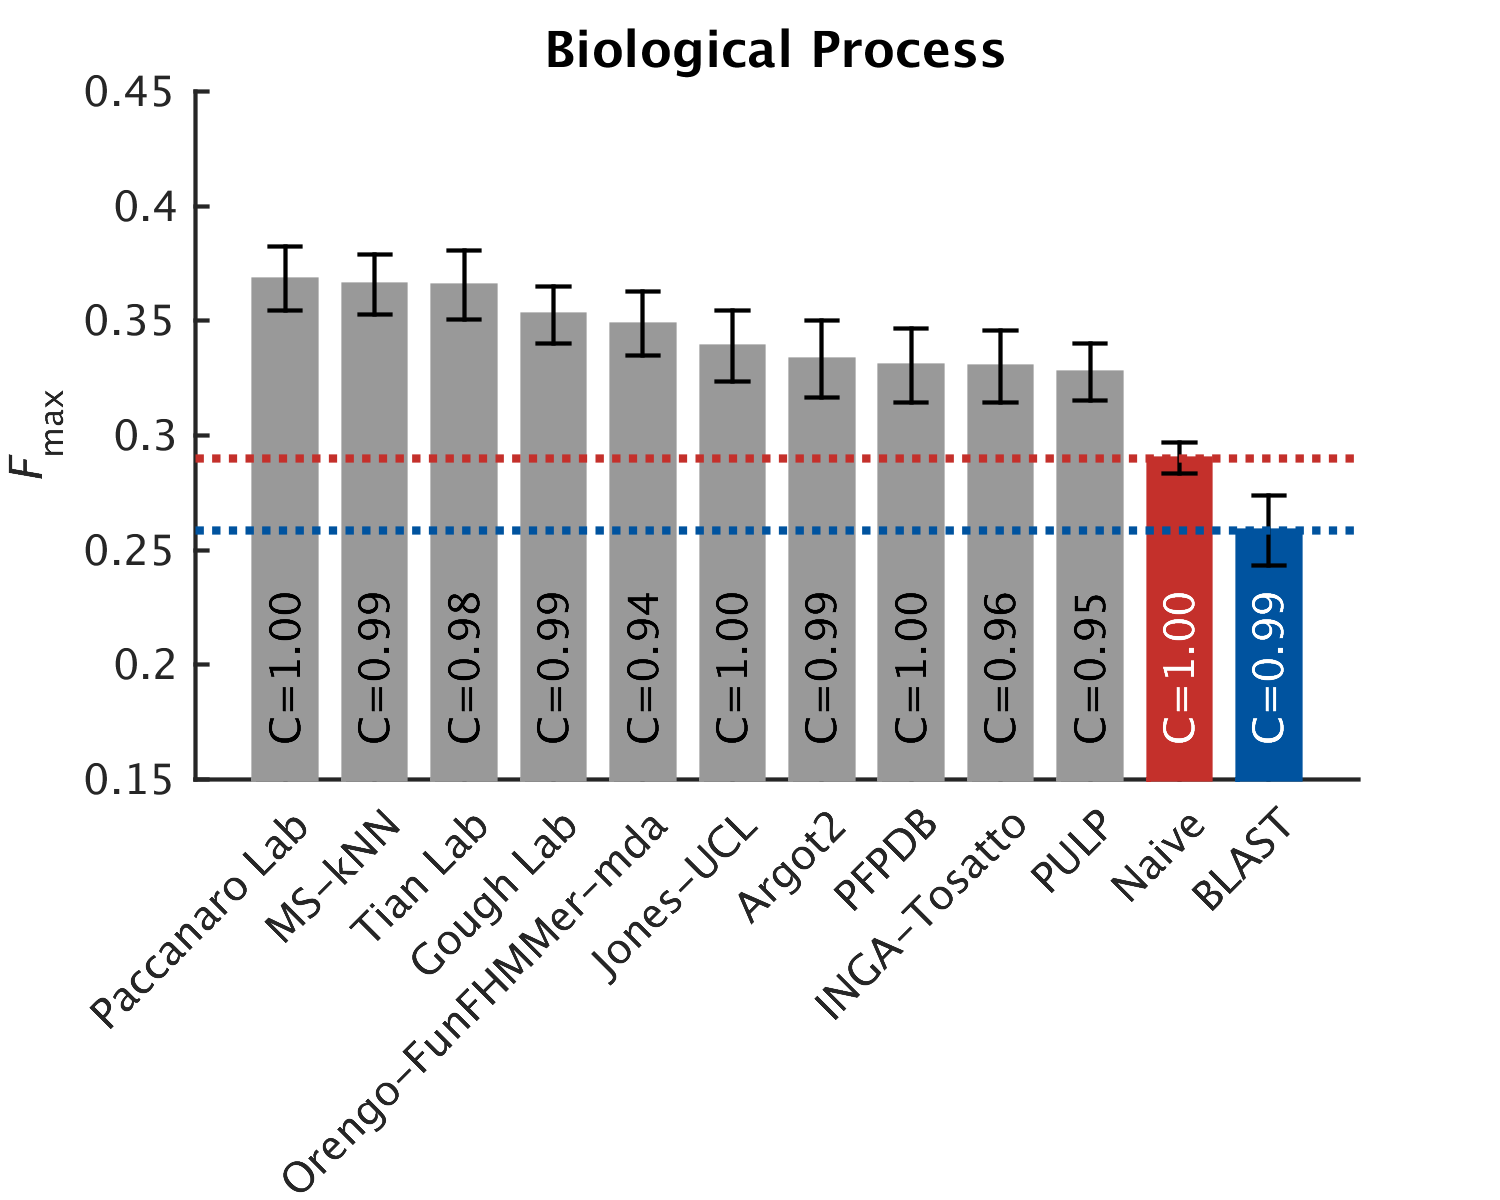 Biological Process
0.45
0.4
0.35
0.3
0.25
0.2
0.15
Fmax
C=1.00
C=0.99
C=0.98
C=0.99
C=0.94
C=1.00
C=0.99
C=1.00
C=0.96
C=0.95
C=1.00
C=0.99
Paccanaro Lab
MS-kNN
Tian Lab
Gough Lab
Orengo-FunFHMMer-mda
Jones-UCL
Argot2
PFPDB
INGA-Tosatto
PULP
Naive
BLAST